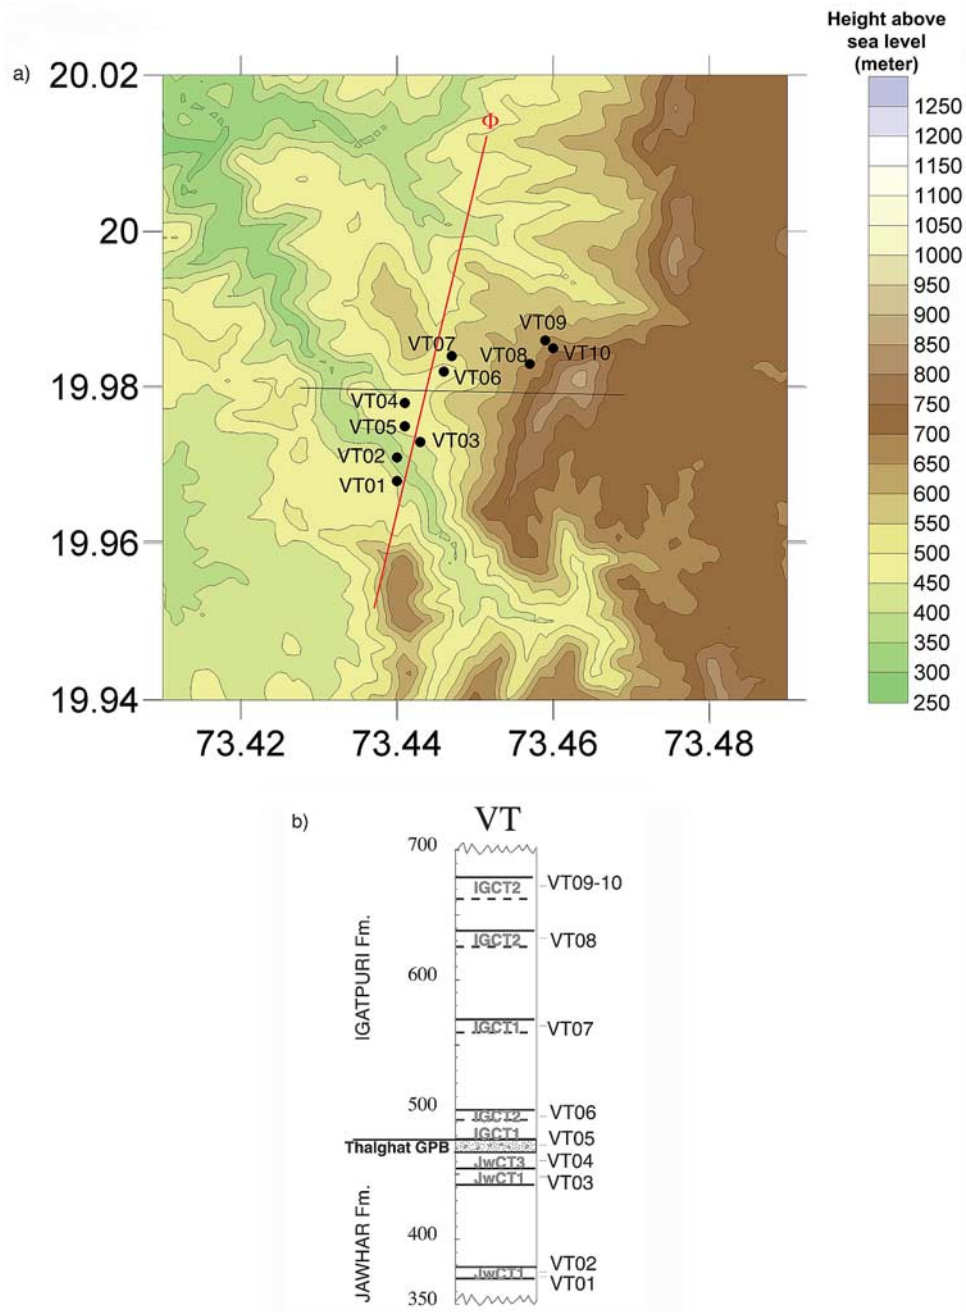 Height above
sea level
(meter)
a)
20.02
20
19.98
19.96
19.94
73.42
73.44
73.46
73.48
Φ
VT09
VT07
VT08
VT10
VT06
VT04
VT05
VT03
VT02
VT01
1250
1200
1150
1100
1050
1000
950
900
850
800
750
700
650
600
550
500
450
400
350
300
250
b)
VT
700
IGCT2 VT09-10
IGCT2 VT08
600
IGCT1 VT07
500
IGCT2 VT06
IGCT1 VT05
Thalghat GPB
JwCT3 VT04
JwCT1 VT03
400
VT02
JwCT1
VT01
350
IGATPURI Fm.
JAWHAR Fm.